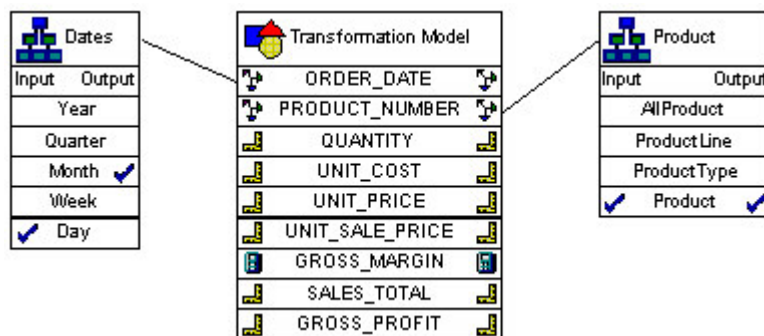 Dates
Input Output
Year
Quarter
Month
Week
Day
Transformation Model
ORDER_DATE
PRODUCT_NUMBER
QUANTITY
UNIT_COST
UNIT_PRICE
UNIT_SALE_PRICE
GROSS_MARGIN
SALES_TOTAL
GROSS_PROFIT
Product
Input Output
AllProduct
ProductLine
ProductType
Product